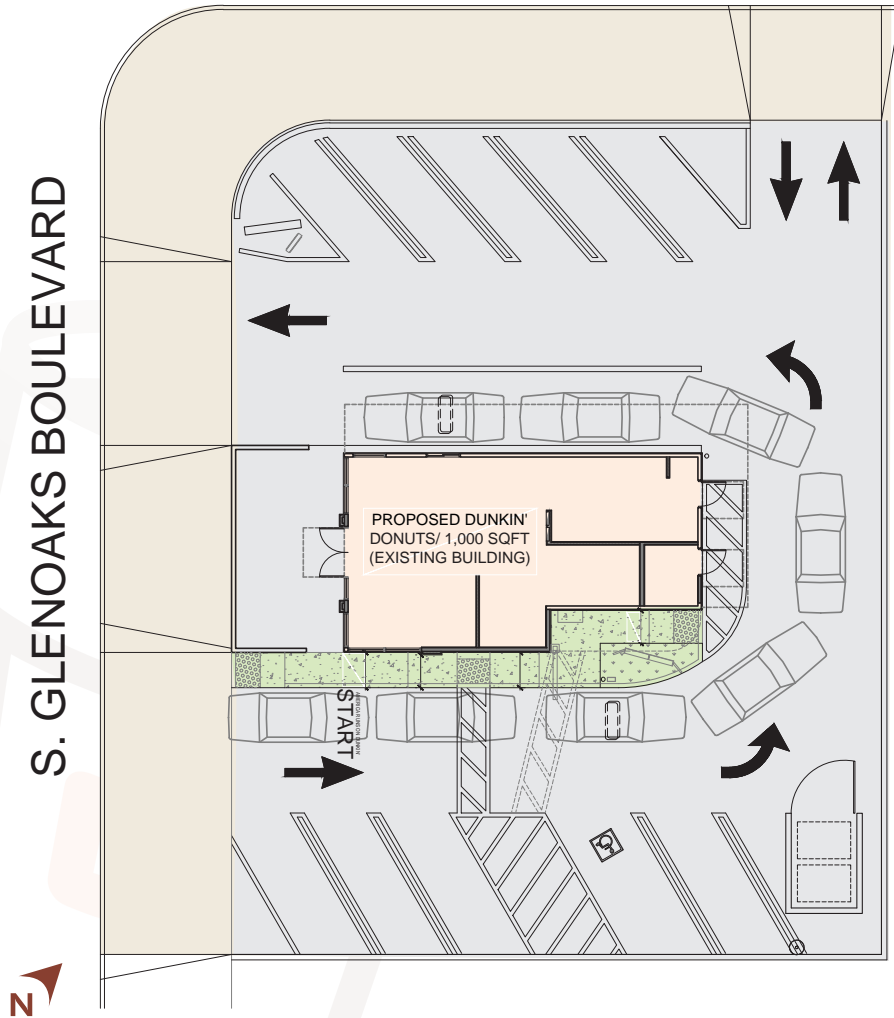 S. GLENOAKS BOULEVARD
PROPOSED DUNKIN'
DONUTS/ 1,000 SQFT
(EXISTING BUILDING)
START
N